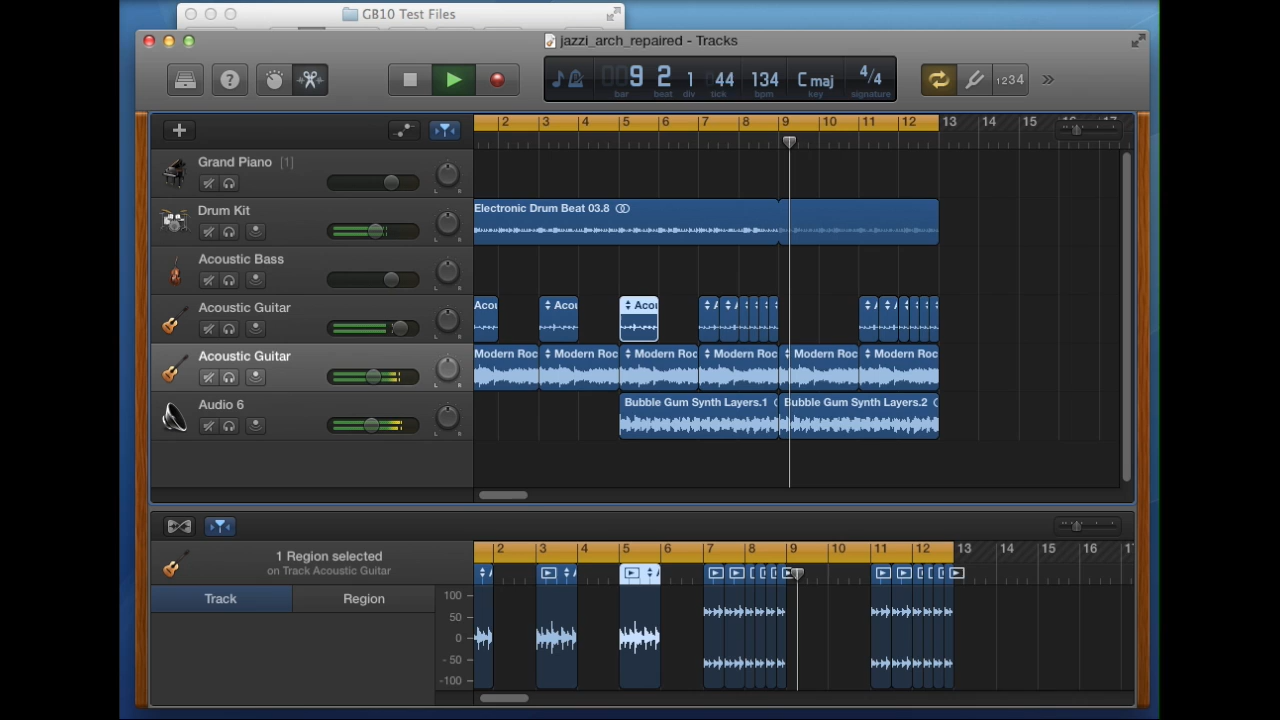 GB10 Test Files
jazzi_arch_repaired - Tracks
009 2 1 44 134 C maj 4/4
bar beat div tick bpm key signature
1234
2 3 4 5 6 7 8 9 10 11 12 13 14 15
Grand Piano [1]
Drum Kit
Electronic Drum Beat 03.8
Acoustic Bass
Acoustic Guitar
Acou Acou Acou
Acoustic Guitar
Modern Roc Modern Roc Modern Roc Modern Roc Modern Roc Modern Roc
Audio 6
Bubble Gum Synth Layers.1 Bubble Gum Synth Layers.2
2 3 4 5 6 7 8 9 10 11 12 13 14 15 16
1 Region selected
on Track Acoustic Guitar
Track Region
100
50
0
- 50
-100